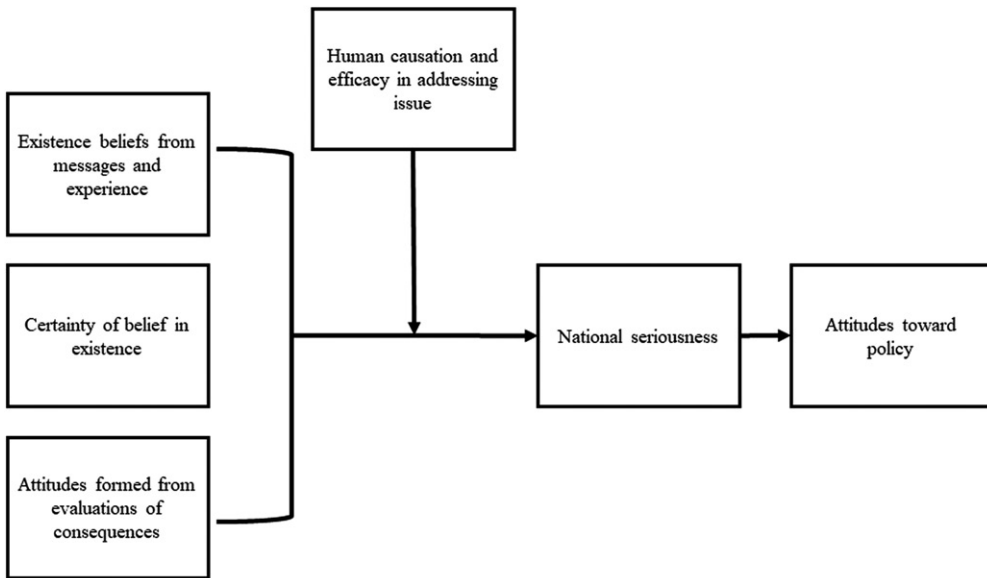 Human causation and
efficacy in addressing
issue
Existence beliefs from
messages and
experience
Certainty of belief in
existence
National seriousness
Attitudes toward
policy
Attitudes formed from
evaluations of
consequences